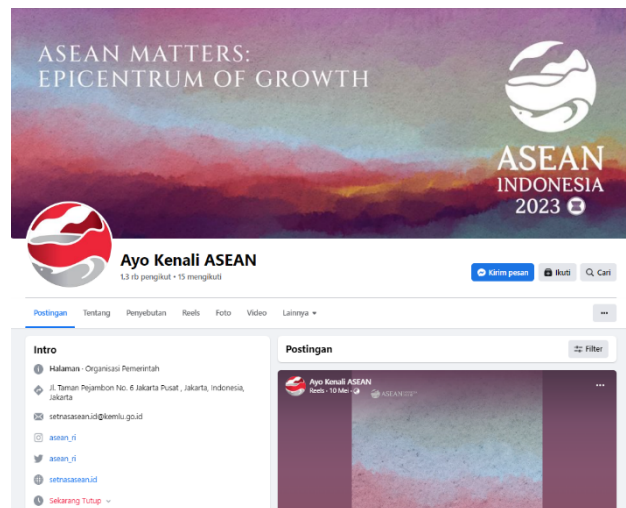 ASEAN MATTERS:
EPICENTRUM OF GROWTH
ASEAN
INDONESIA
2023
Ayo Kenali ASEAN
1.3 rb pengikut • 15 mengikuti
Kirim pesan
Ikuti
Cari
Postingan
Tentang
Penyebutan
Reels
Foto
Video
Lainnya
Intro
Halaman · Organisasi Pemerintah
Jl. Taman Pejambon No. 6 Jakarta Pusat , Jakarta, Indonesia,
Jakarta
setnasasean.id@kemlu.go.id
asean_ri
asean_ri
setnasasean.id
Sekarang Tutup
Postingan
Filter
Ayo Kenali ASEAN
Reels · 10 Mei ·